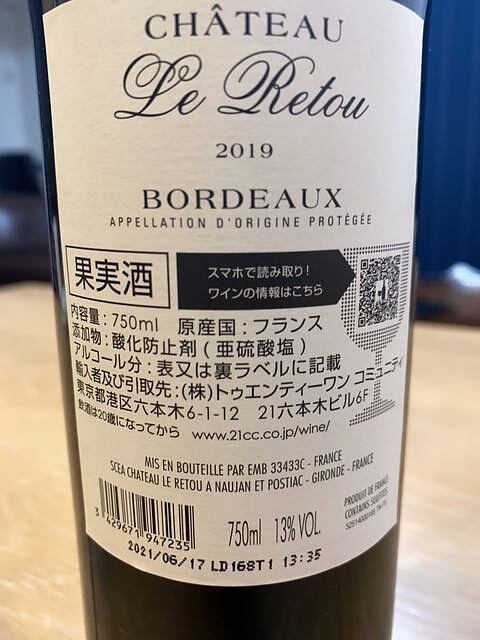 CHÂTEAU
Le Retou
2019
BORDEAUX
APPELLATION D'ORIGINE PROTÉGÉE
果実酒
スマホで読み取り!
ワインの情報はこちら
内容量:750ml 原産国:フランス
添加物:酸化防止剤(亜硫酸塩)
アルコール分:表又は裏ラベルに記載
輸入者及び引取先:(株)トゥエンティーワン コミュニティ
東京都港区六本木6-1-12 21六本木ビル6F
飲酒は20歳になってから www.21cc.co.jp/wine/
MIS EN BOUTEILLE PAR EMB 33433C - FRANCE
SCEA CHATEAU LE RETOU A NAUJAN ET POSTIAC - GIRONDE - FRANCE
3 429671 947235
750ml 13% VOL.
PRODUIT DE FRANCE
CONTAINS SULFITES
2021/06/17 LD168T1 13:35